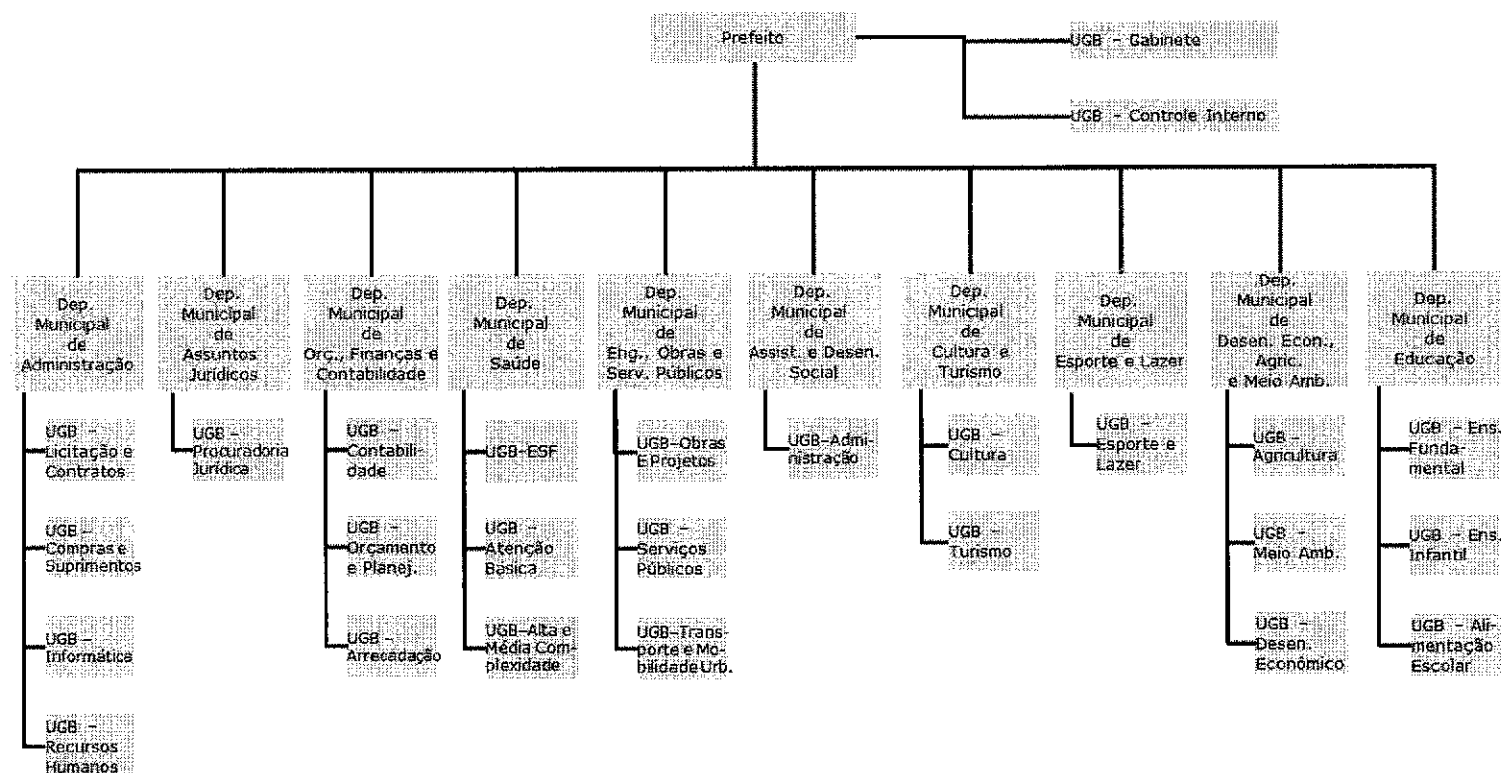 Prefeito
UGB - Gabinete
UGB - Controle Interno
Dep.
Municipal
de
Administração
Dep.
Municipal
de
Assuntos
Jurídicos
Dep.
Municipal
de
Orç., Finanças e
Contabilidade
Dep.
Municipal
de
Saúde
Dep.
Municipal
de
Eng., Obras e
Serv. Públicos
Dep.
Municipal
de
Assist. e Desen.
Social
Dep.
Municipal
de
Cultura e
Turismo
Dep.
Municipal
de
Esporte e Lazer
Dep.
Municipal
de
Desen. Econ.,
Agric.
e Meio Amb.
Dep.
Municipal
de
Educação
UGB -
Licitação e
Contratos
UGB -
Compras e
Suprimentos
UGB -
Informática
UGB -
Recursos
Humanos
UGB -
Procuradoria
Jurídica
UGB -
Contabili-
dade
UGB -
Orçamento
e Planej.
UGB -
Arrecadação
UGB-ESF
UGB -
Atenção
Básica
UGB-Alta e
Média Com-
plexidade
UGB-Obras
E Projetos
UGB -
Serviços
Públicos
UGB-Trans-
porte e Mo-
bilidade Urb.
UGB-Admi-
nistração
UGB -
Cultura
UGB -
Turismo
UGB -
Esporte e
Lazer
UGB -
Agricultura
UGB -
Meio Amb.
UGB -
Desen.
Econômico
UGB - Ens.
Funda-
mental
UGB - Ens.
Infantil
UGB - Ali-
mentação
Escolar